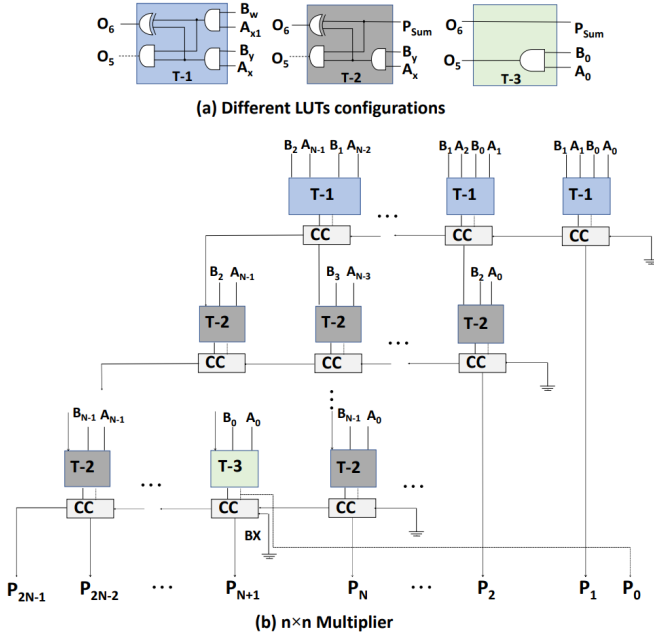 O6 Bw Ax1 By Ax O5 T-1
O6 PSum By Ax O5 T-2
O6 PSum B0 A0 O5 T-3
(a) Different LUTs configurations
B2 AN-1 B1 AN-2 B1 A2 B0 A1 B1 A1 B0 A0
T-1 ... T-1 T-1
CC CC CC
B2 AN-1 B3 AN-3 B2 A0
T-2 T-2 ... T-2
CC CC CC
BN-1 AN-1 B0 A0 BN-1 A0
T-2 ... T-3 T-2 ...
CC CC CC
BX
P2N-1 P2N-2 ... PN+1 PN ... P2 P1 P0
(b) n×n Multiplier